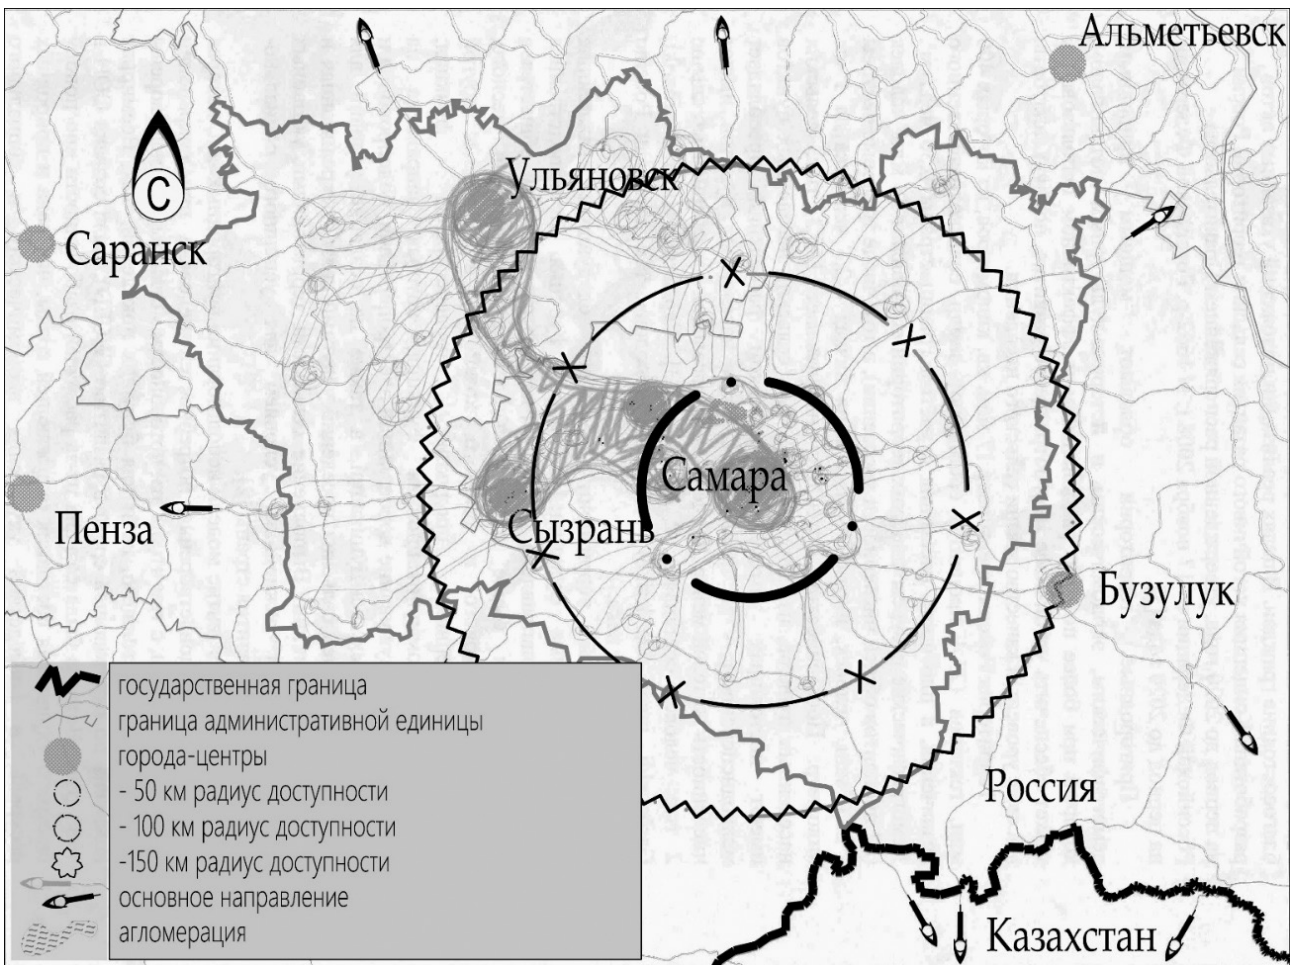 Альметьевск
Ульяновск
С
Саранск
Самара
Сызрань
Пенза
Бузулук
государственная граница
граница административной единицы
города-центры
- 50 км радиус доступности
- 100 км радиус доступности
-150 км радиус доступности
основное направление
агломерация
Россия
Казахстан